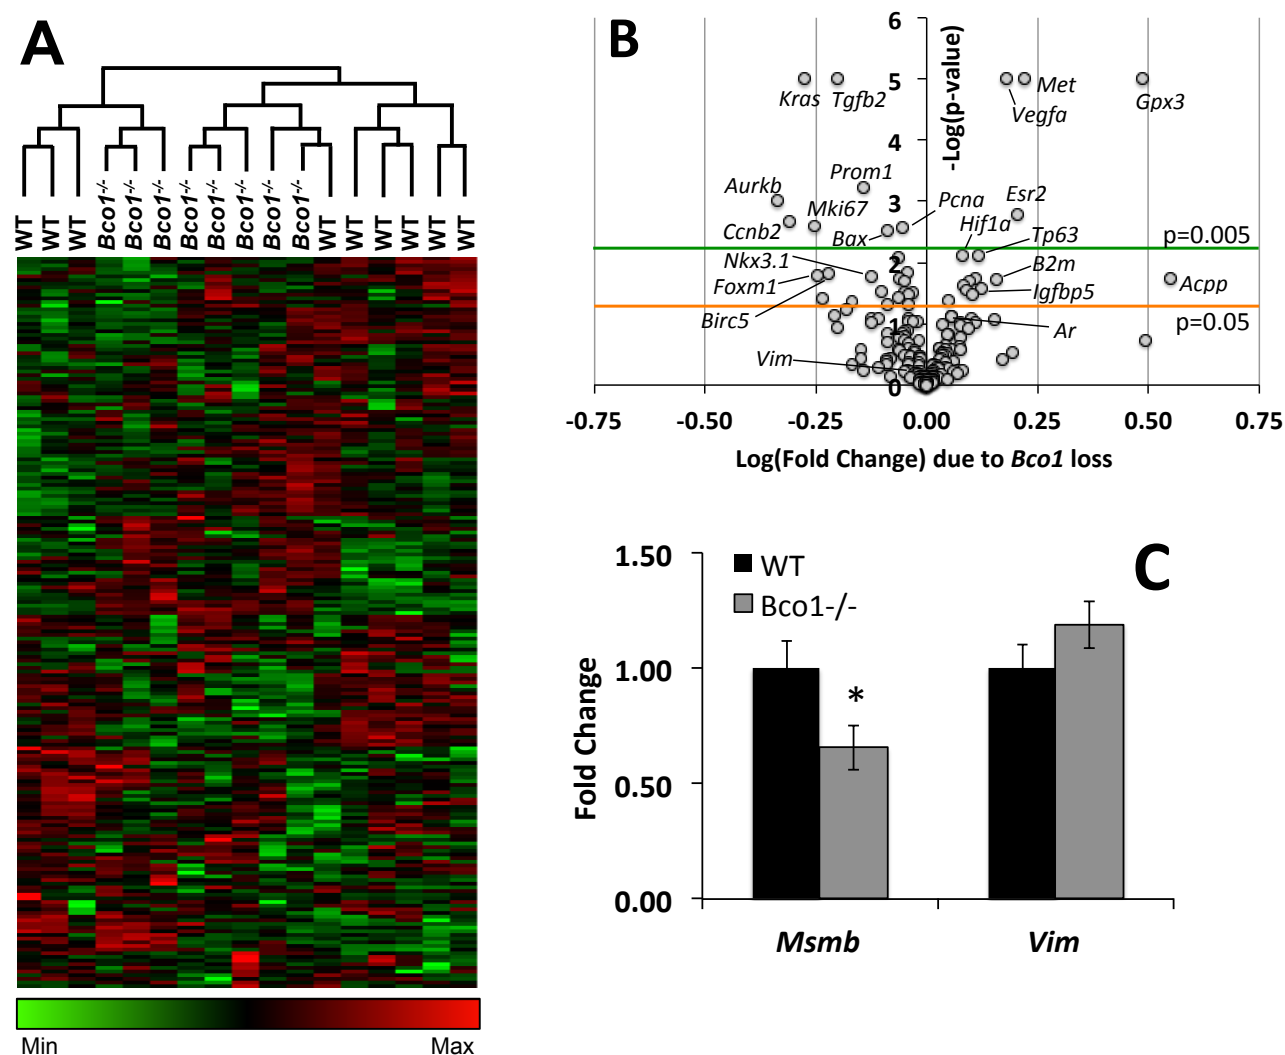 A
WT
WT
WT
Bco1-/-
Bco1-/-
Bco1-/-
Bco1-/-
Bco1-/-
Bco1-/-
Bco1-/-
Bco1-/-
WT
WT
WT
WT
WT
WT
Min
Max
B
-Log(p-value)
6
5
4
3
2
1
0
Kras
Tgfb2
Met
Vegfa
Gpx3
Prom1
Aurkb
Mki67
Pcna
Esr2
Ccnb2
Bax
Hif1a
Tp63
p=0.005
Nkx3.1
B2m
Foxm1
Igfbp5
Acpp
Birc5
Ar
p=0.05
Vim
-0.75
-0.50
-0.25
0.00
0.25
0.50
0.75
Log(Fold Change) due to Bco1 loss
C
WT
Bco1-/-
Fold Change
1.50
1.00
0.50
0.00
*
Msmb
Vim